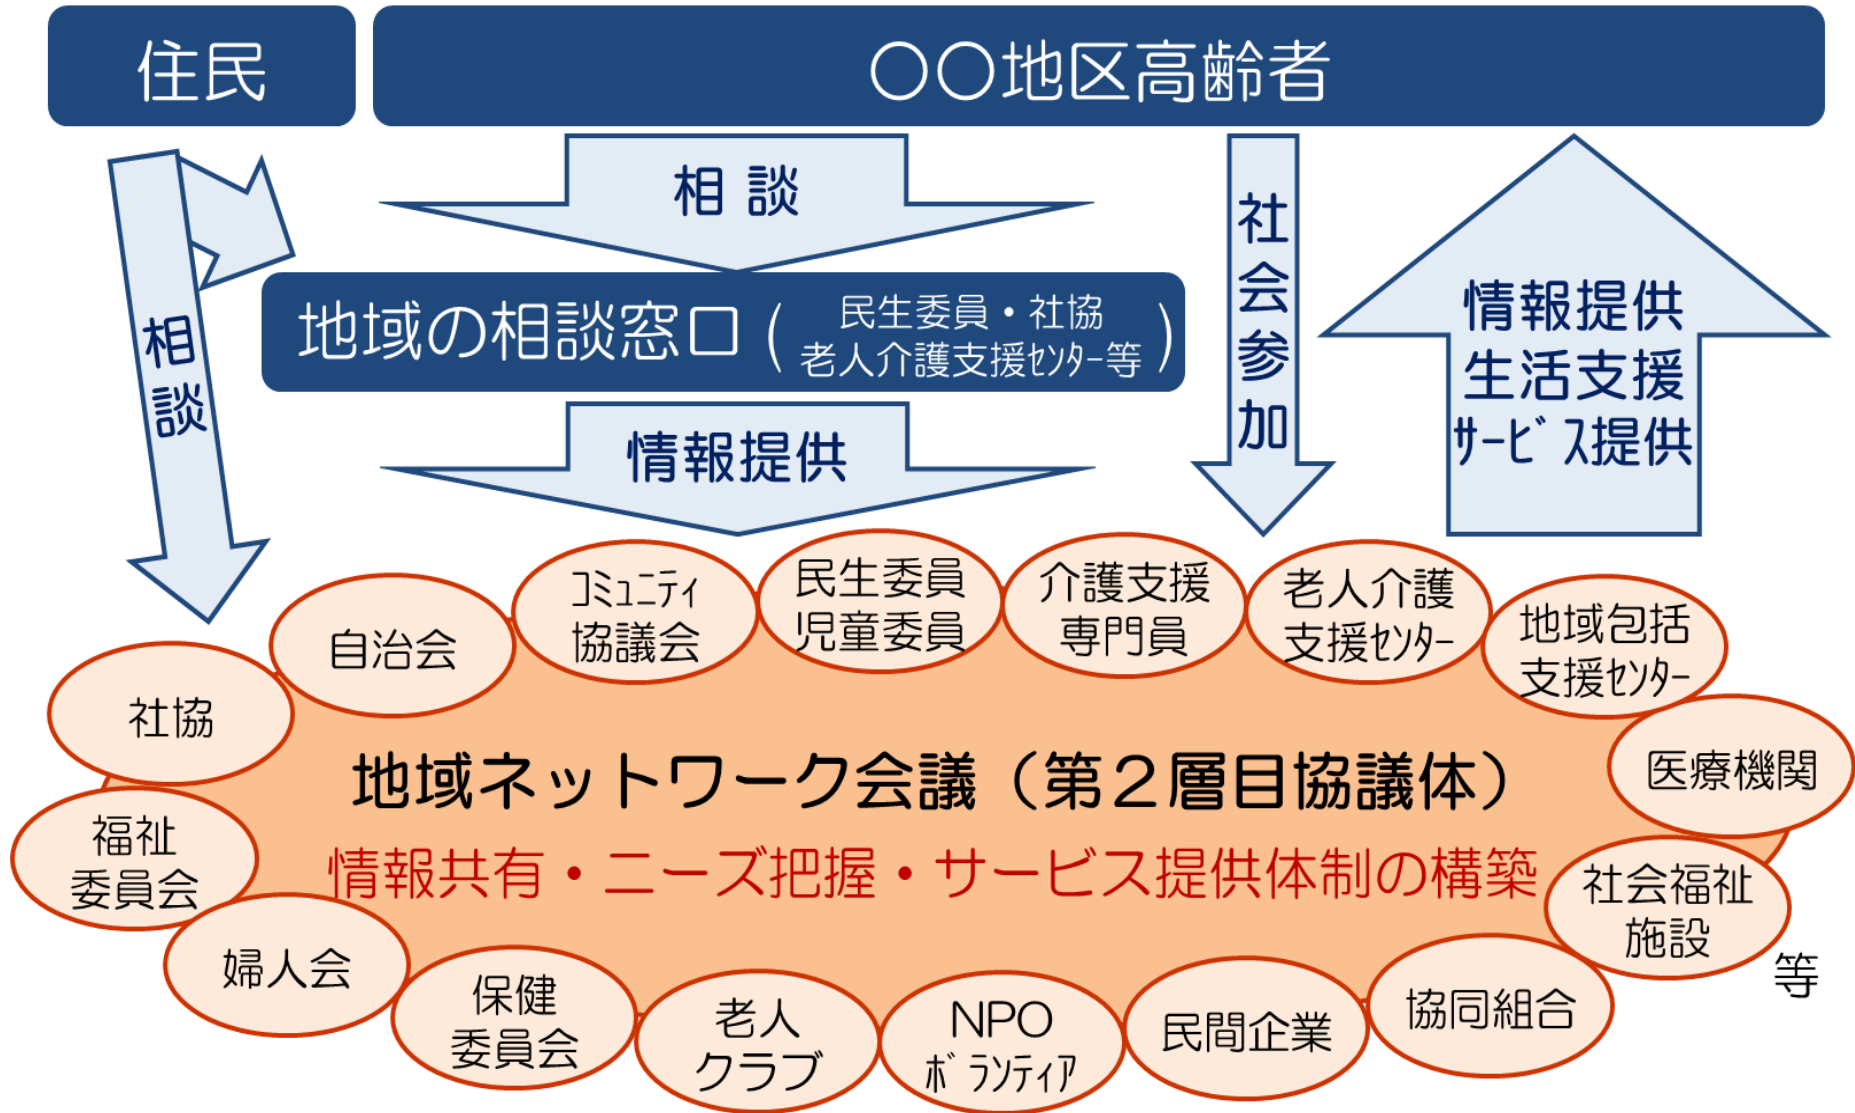 住民
〇〇地区高齢者
相談
相 談
社会参加
情報提供
生活支援
ｻｰﾋﾞｽ提供
地域の相談窓口（
民生委員・社協
老人介護支援ｾﾝﾀｰ等
）
情報提供
社協
自治会
ｺﾐｭﾆﾃｨ
協議会
民生委員
児童委員
介護支援
専門員
老人介護
支援ｾﾝﾀｰ
地域包括
支援ｾﾝﾀｰ
医療機関
地域ネットワーク会議（第２層目協議体）
情報共有・ニーズ把握・サービス提供体制の構築
福祉
委員会
婦人会
保健
委員会
老人
クラブ
NPO
ﾎﾞﾗﾝﾃｨｱ
民間企業
協同組合
社会福祉
施設
等